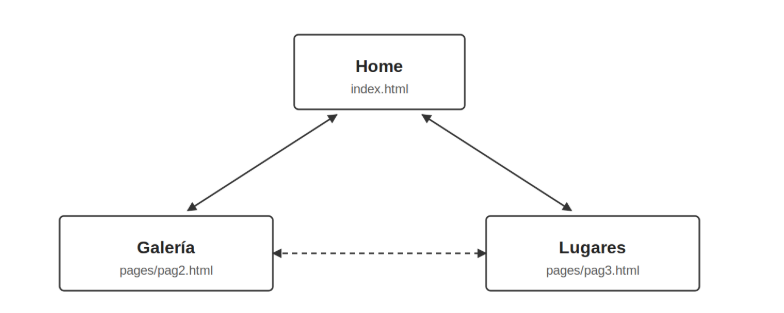 Home
index.html
Galería
pages/pag2.html
Lugares
pages/pag3.html